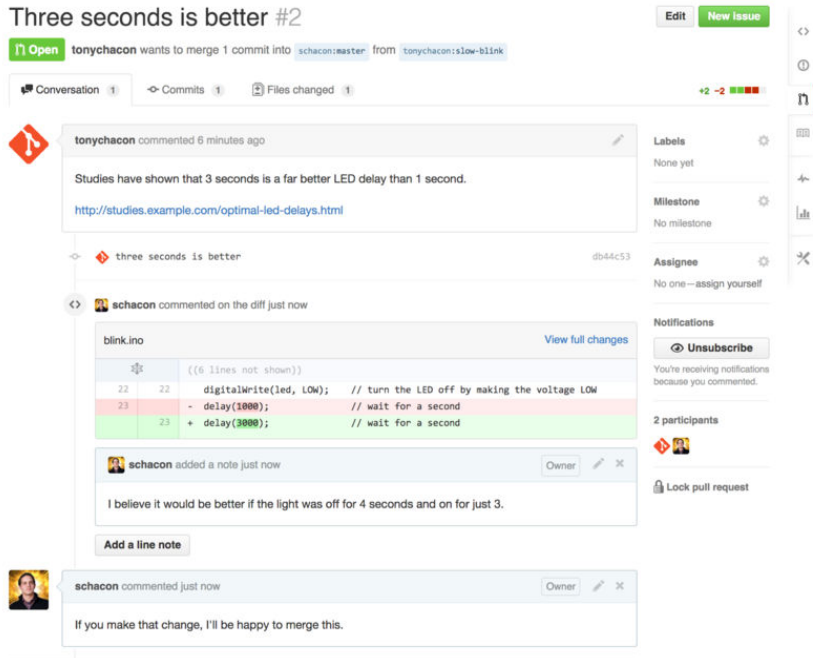 Three seconds is better #2
Edit New issue
Open tonychacon wants to merge 1 commit into schacon:master from tonychacon:slow-blink
Conversation 1 Commits 1 Files changed 1 +2 −2
tonychacon commented 6 minutes ago
Studies have shown that 3 seconds is a far better LED delay than 1 second.
http://studies.example.com/optimal-led-delays.html
three seconds is better db44c53
schacon commented on the diff just now
blink.ino View full changes
((6 lines not shown))
22 22 digitalWrite(led, LOW); // turn the LED off by making the voltage LOW
23 - delay(1000); // wait for a second
23 + delay(3000); // wait for a second
schacon added a note just now Owner
I believe it would be better if the light was off for 4 seconds and on for just 3.
Add a line note
schacon commented just now Owner
If you make that change, I'll be happy to merge this.
Labels
None yet
Milestone
No milestone
Assignee
No one—assign yourself
Notifications
Unsubscribe
You're receiving notifications
because you commented.
2 participants
Lock pull request